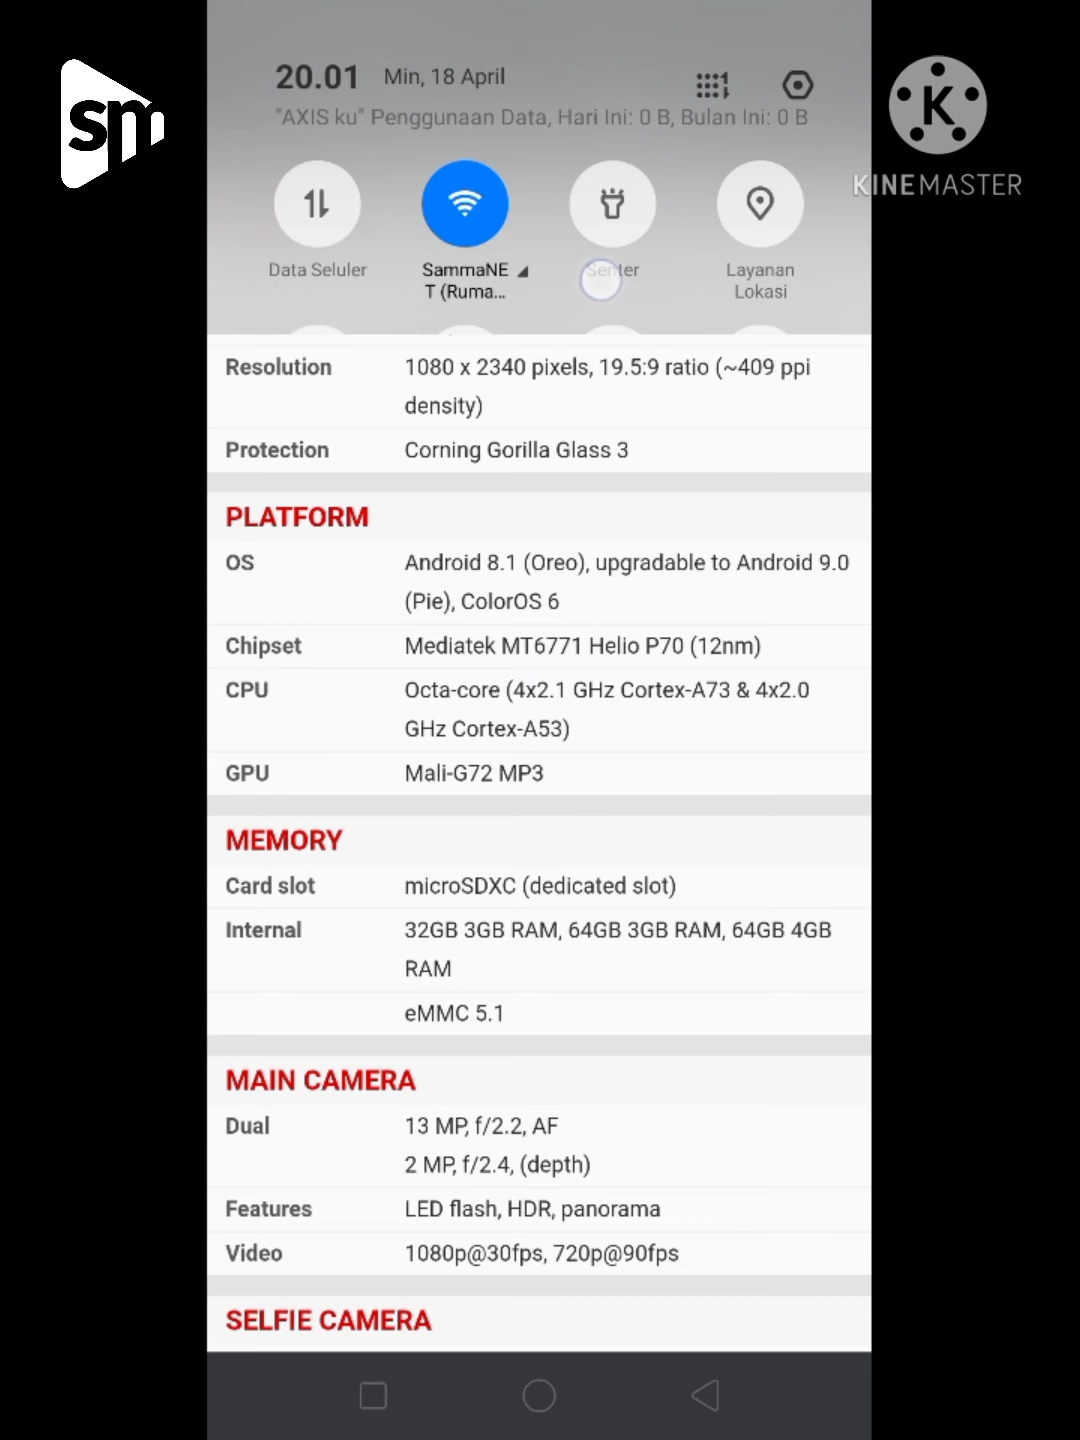 sm
20.01 Min, 18 April
"AXIS ku" Penggunaan Data, Hari Ini: 0 B, Bulan Ini: 0 B
K
KINEMASTER
Data Seluler
SammaNE
T (Ruma...
Senter
Layanan
Lokasi
Resolution 1080 x 2340 pixels, 19.5:9 ratio (~409 ppi
density)
Protection Corning Gorilla Glass 3
PLATFORM
OS Android 8.1 (Oreo), upgradable to Android 9.0
(Pie), ColorOS 6
Chipset Mediatek MT6771 Helio P70 (12nm)
CPU Octa-core (4x2.1 GHz Cortex-A73 & 4x2.0
GHz Cortex-A53)
GPU Mali-G72 MP3
MEMORY
Card slot microSDXC (dedicated slot)
Internal 32GB 3GB RAM, 64GB 3GB RAM, 64GB 4GB
RAM
eMMC 5.1
MAIN CAMERA
Dual 13 MP, f/2.2, AF
2 MP, f/2.4, (depth)
Features LED flash, HDR, panorama
Video 1080p@30fps, 720p@90fps
SELFIE CAMERA